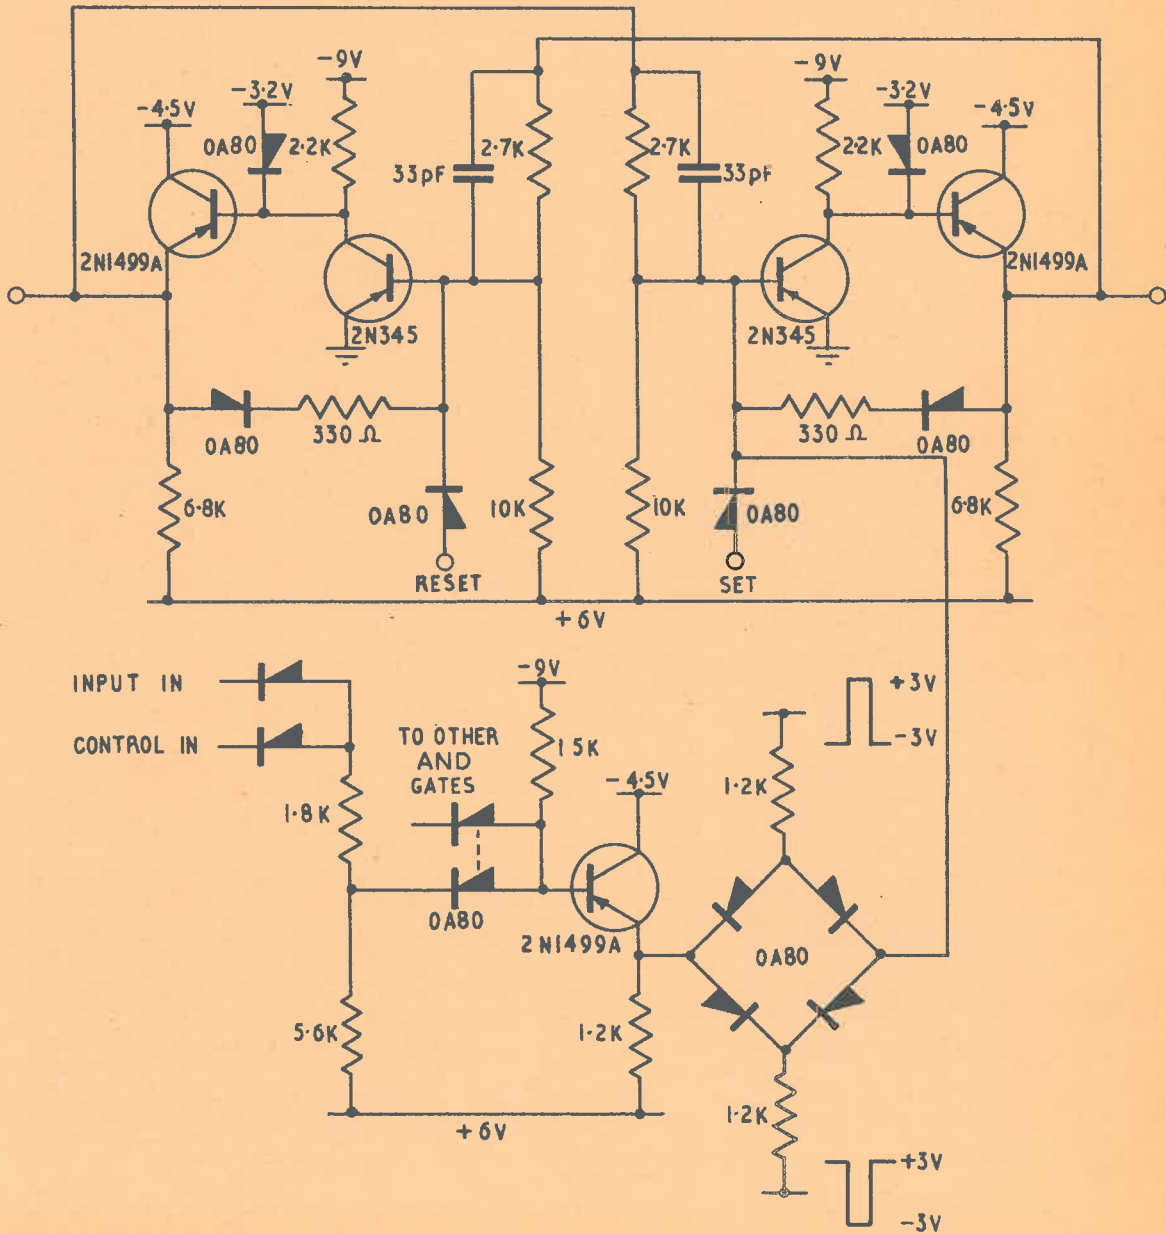 -9V
-9V
-3·2V
-3·2V
-4·5V
-4·5V
0A80
2·2K
2·7K
2·7K
2·2K
0A80
33pF
33pF
2N1499A
2N1499A
2N345
2N345
330 Ω
330 Ω
0A80
0A80
6·8K
0A80
10K
10K
0A80
6·8K
RESET
SET
+6V
INPUT IN
-9V
+3V
CONTROL IN
TO OTHER
AND
GATES
1·5K
-3V
-4·5V
1·8K
1·2K
0A80
2N1499A
0A80
5·6K
1·2K
1·2K
+6V
+3V
-3V